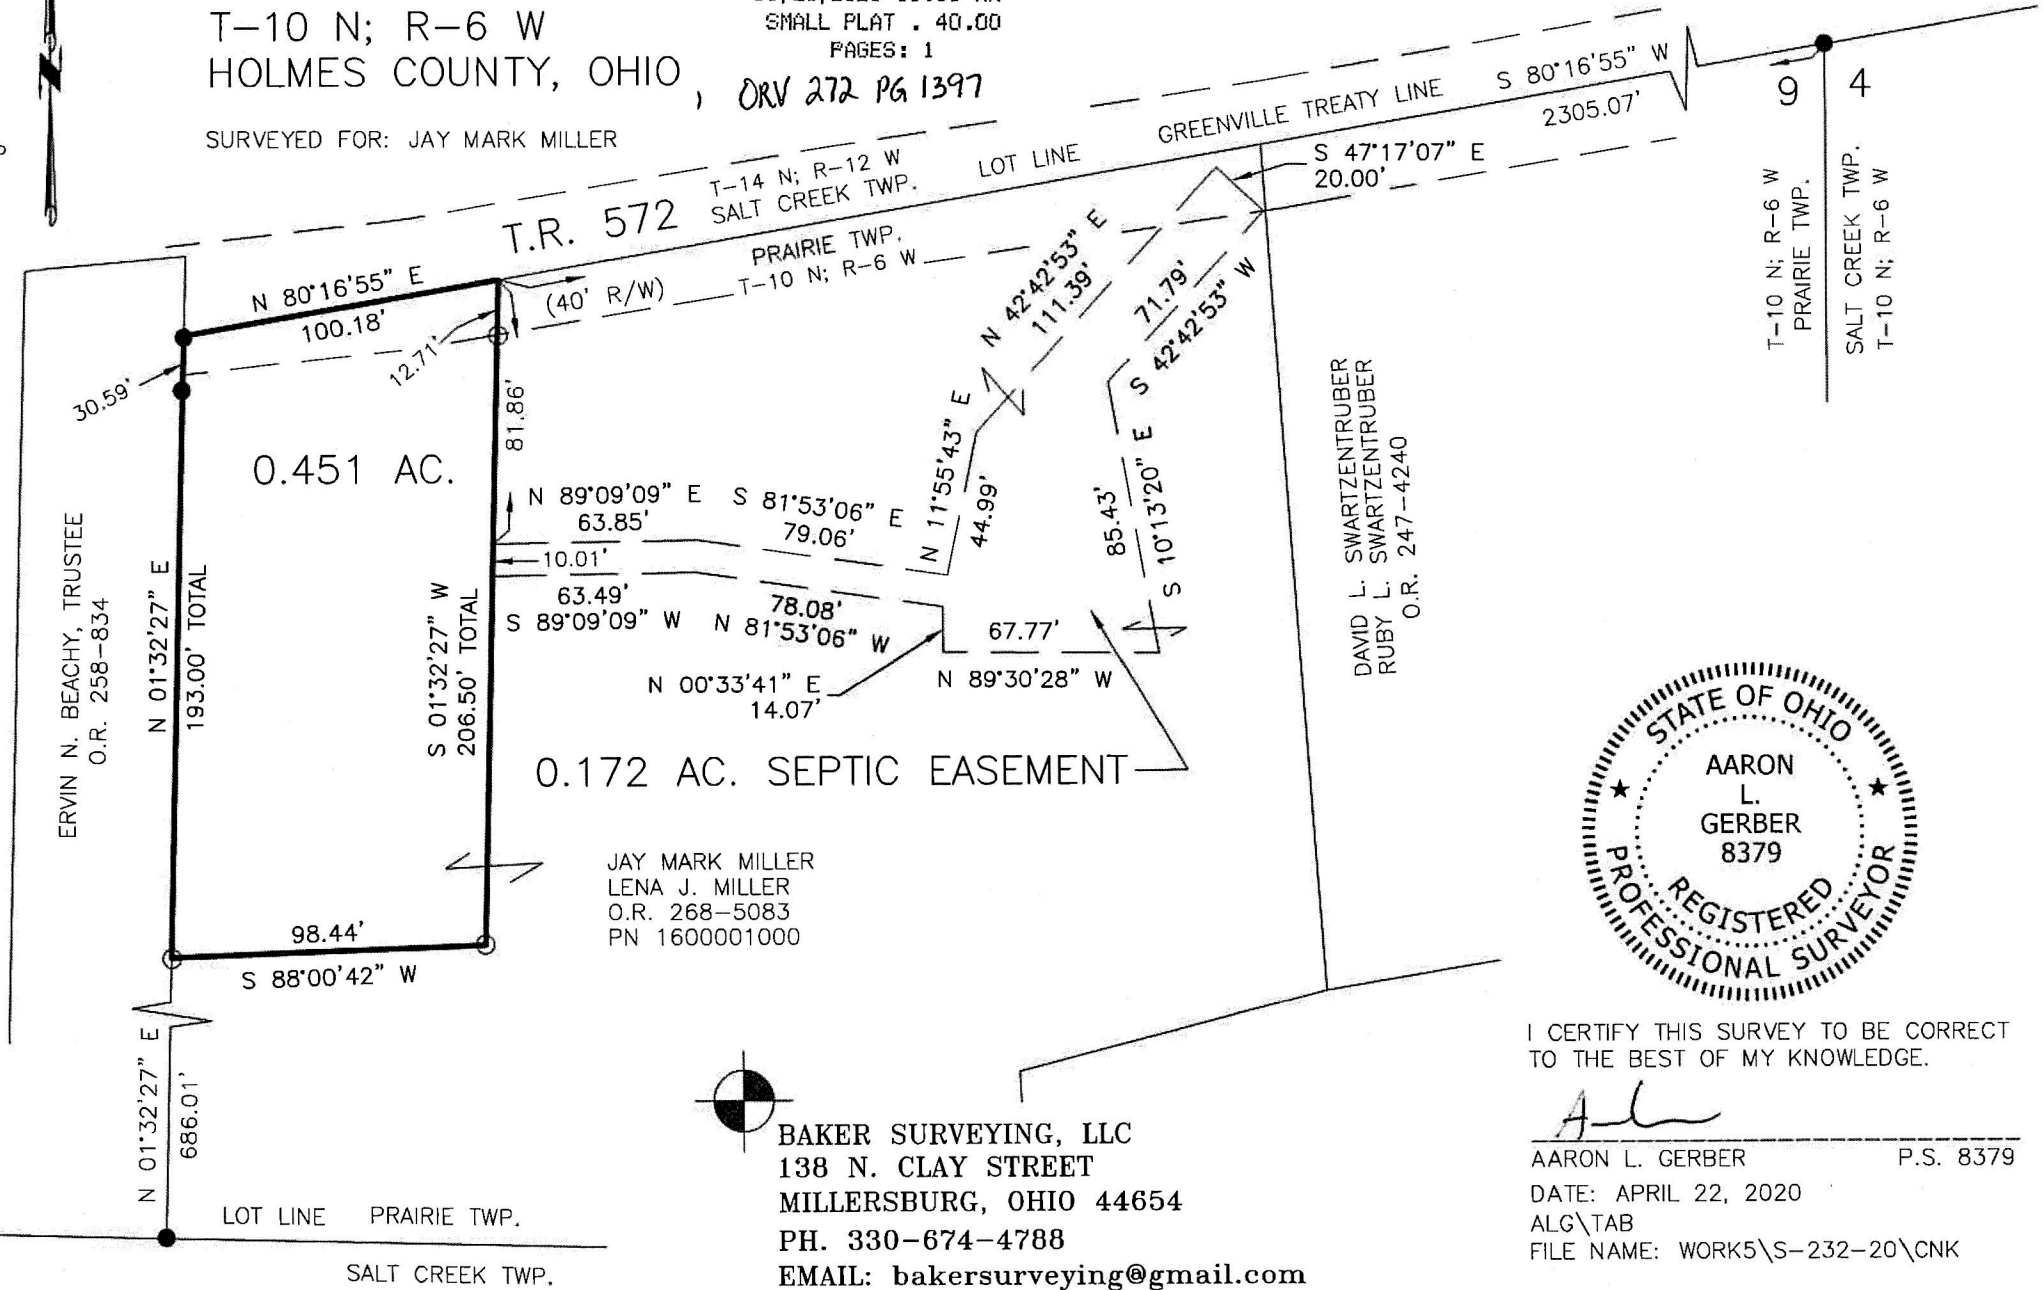 T-10 N; R-6 W
HOLMES COUNTY, OHIO
SURVEYED FOR: JAY MARK MILLER
SMALL PLAT . 40.00
PAGES: 1
, ORV 272 PG 1397
T.R. 572
T-14 N; R-12 W
SALT CREEK TWP.
LOT LINE
GREENVILLE TREATY LINE
S 80°16'55" W
2305.07'
9
4
T-10 N; R-6 W
PRAIRIE TWP.
SALT CREEK TWP.
T-10 N; R-6 W
PRAIRIE TWP.
T-10 N; R-6 W
(40' R/W)
S 47°17'07" E
20.00'
N 80°16'55" E
100.18'
12.71'
30.59'
81.86'
0.451 AC.
N 42°42'53" E
111.39'
71.79'
S 42°42'53" W
N 11°55'43" E
44.99'
85.43'
S 10°13'20" E
N 89°09'09" E
63.85'
S 81°53'06" E
79.06'
10.01'
63.49'
S 89°09'09" W
78.08'
N 81°53'06" W
67.77'
N 89°30'28" W
N 00°33'41" E
14.07'
0.172 AC. SEPTIC EASEMENT
ERVIN N. BEACHY, TRUSTEE
O.R. 258-834
N 01°32'27" E
193.00' TOTAL
S 01°32'27" W
206.50' TOTAL
DAVID L. SWARTZENTRUBER
RUBY L. SWARTZENTRUBER
O.R. 247-4240
JAY MARK MILLER
LENA J. MILLER
O.R. 268-5083
PN 1600001000
98.44'
S 88°00'42" W
N 01°32'27" E
686.01'
LOT LINE PRAIRIE TWP.
SALT CREEK TWP.
BAKER SURVEYING, LLC
138 N. CLAY STREET
MILLERSBURG, OHIO 44654
PH. 330-674-4788
EMAIL: bakersurveying@gmail.com
STATE OF OHIO
AARON
L.
GERBER
8379
REGISTERED
PROFESSIONAL SURVEYOR
I CERTIFY THIS SURVEY TO BE CORRECT
TO THE BEST OF MY KNOWLEDGE.
AARON L. GERBER P.S. 8379
DATE: APRIL 22, 2020
ALG\TAB
FILE NAME: WORK5\S-232-20\CNK